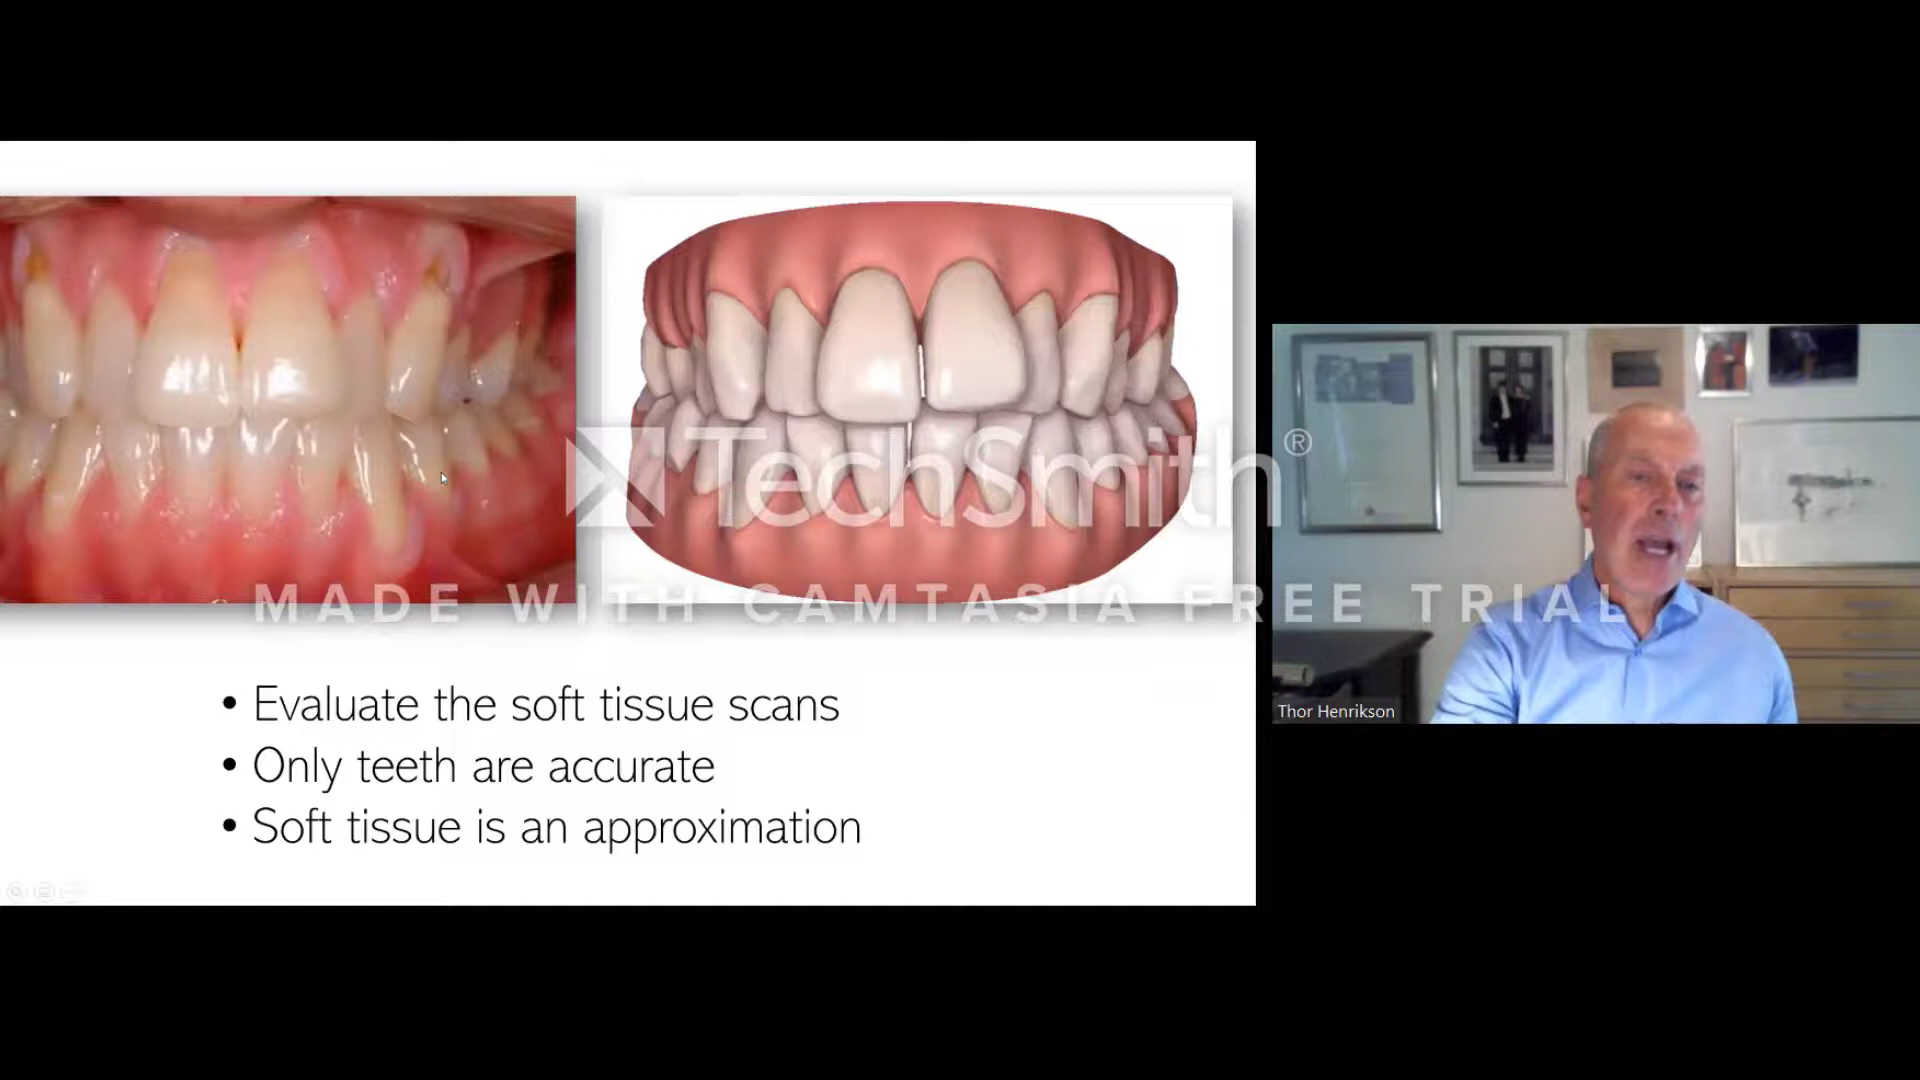 TechSmith®
MADE WITH CAMTASIA FREE TRIAL
• Evaluate the soft tissue scans
• Only teeth are accurate
• Soft tissue is an approximation
Thor Henrikson